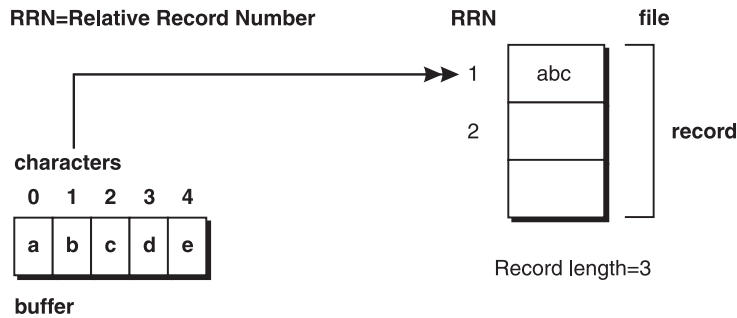 RRN=Relative Record Number
RRN file
1 abc
2
record
characters
0 1 2 3 4
a b c d e
Record length=3
buffer